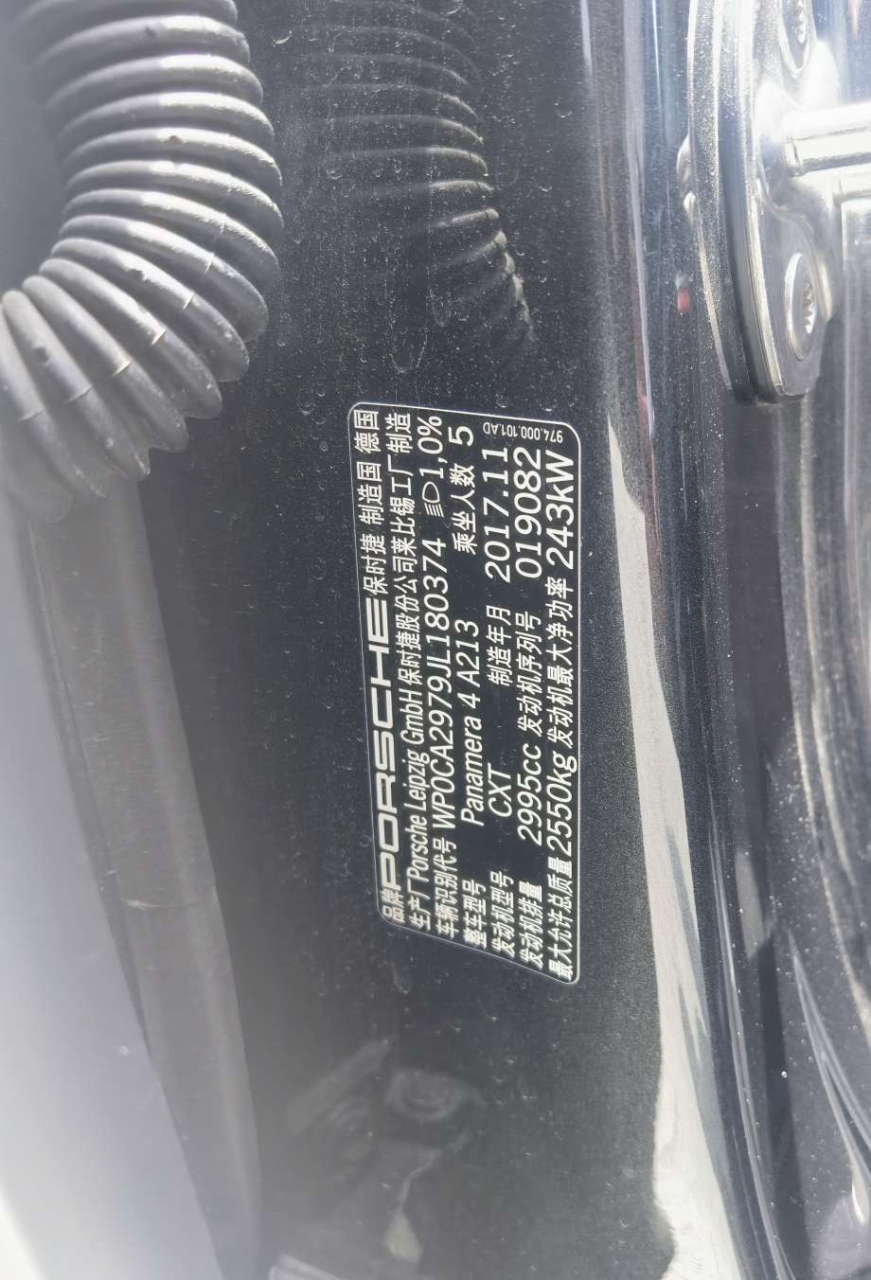 品牌PORSCHE保时捷 制造国 德国
生产厂Porsche Leipzig GmbH保时捷股份公司莱比锡工厂制造
车辆识别代号 WP0CA2979JL180374 1,0%
整车型号 Panamera 4 A213 乘坐人数 5
发动机型号 CXT 制造年月 2017.11
发动机排量 2995cc 发动机序列号 019082
最大允许总质量 2550kg 发动机最大净功率 243kW
974.000.101.AD